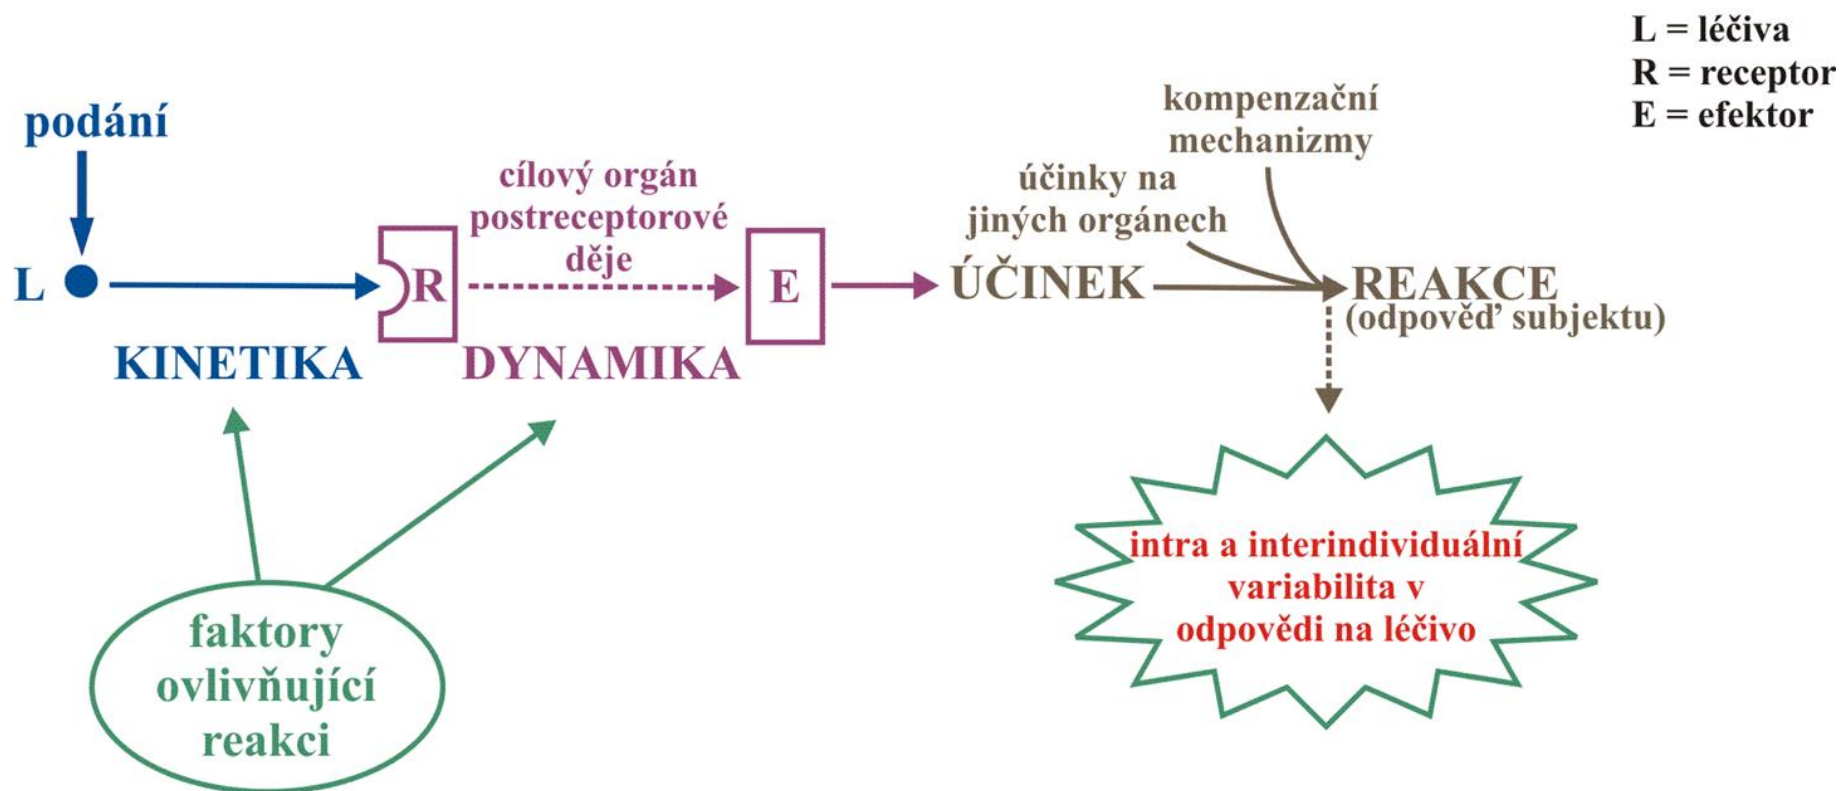 L = léčiva
R = receptor
E = efektor
podání
L
KINETIKA
R
cílový orgán
postreceptorové
děje
DYNAMIKA
E
ÚČINEK
účinky na
jiných orgánech
kompenzační
mechanizmy
REAKCE
(odpověď subjektu)
faktory
ovlivňující
reakci
intra a interindividuální
variabilita v
odpovědi na léčivo